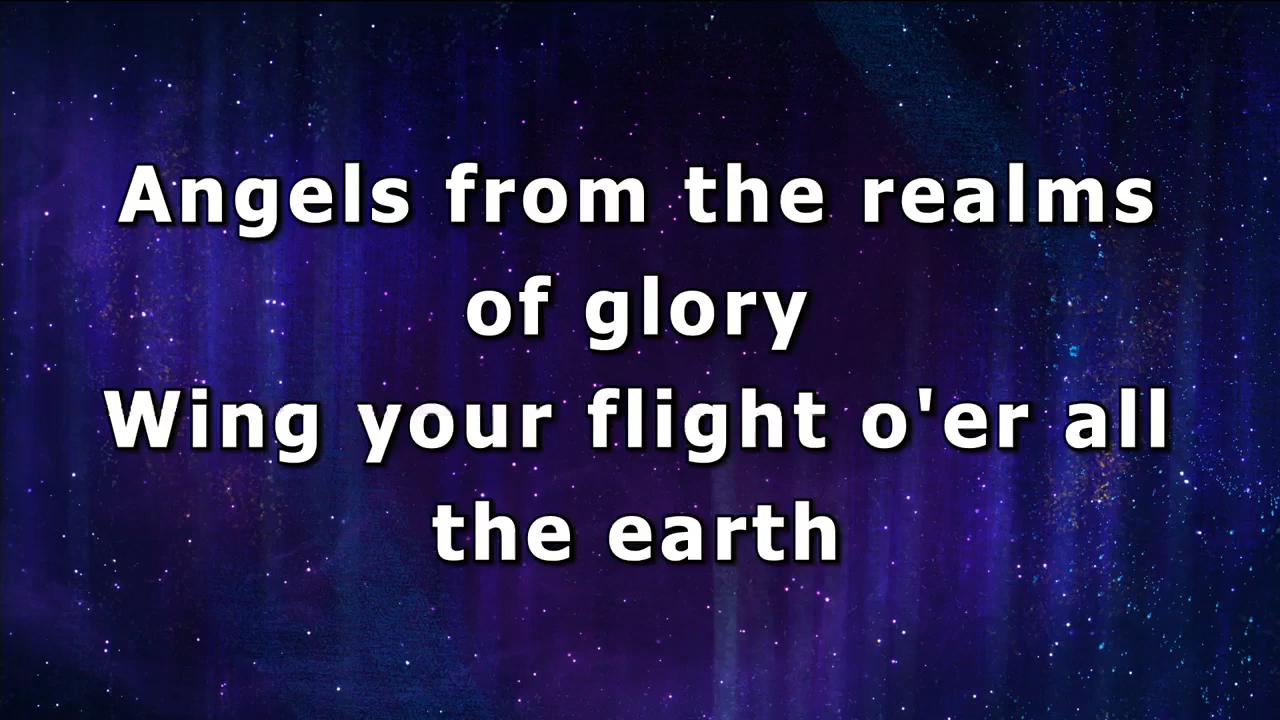 Angels from the realms
of glory
Wing your flight o'er all
the earth